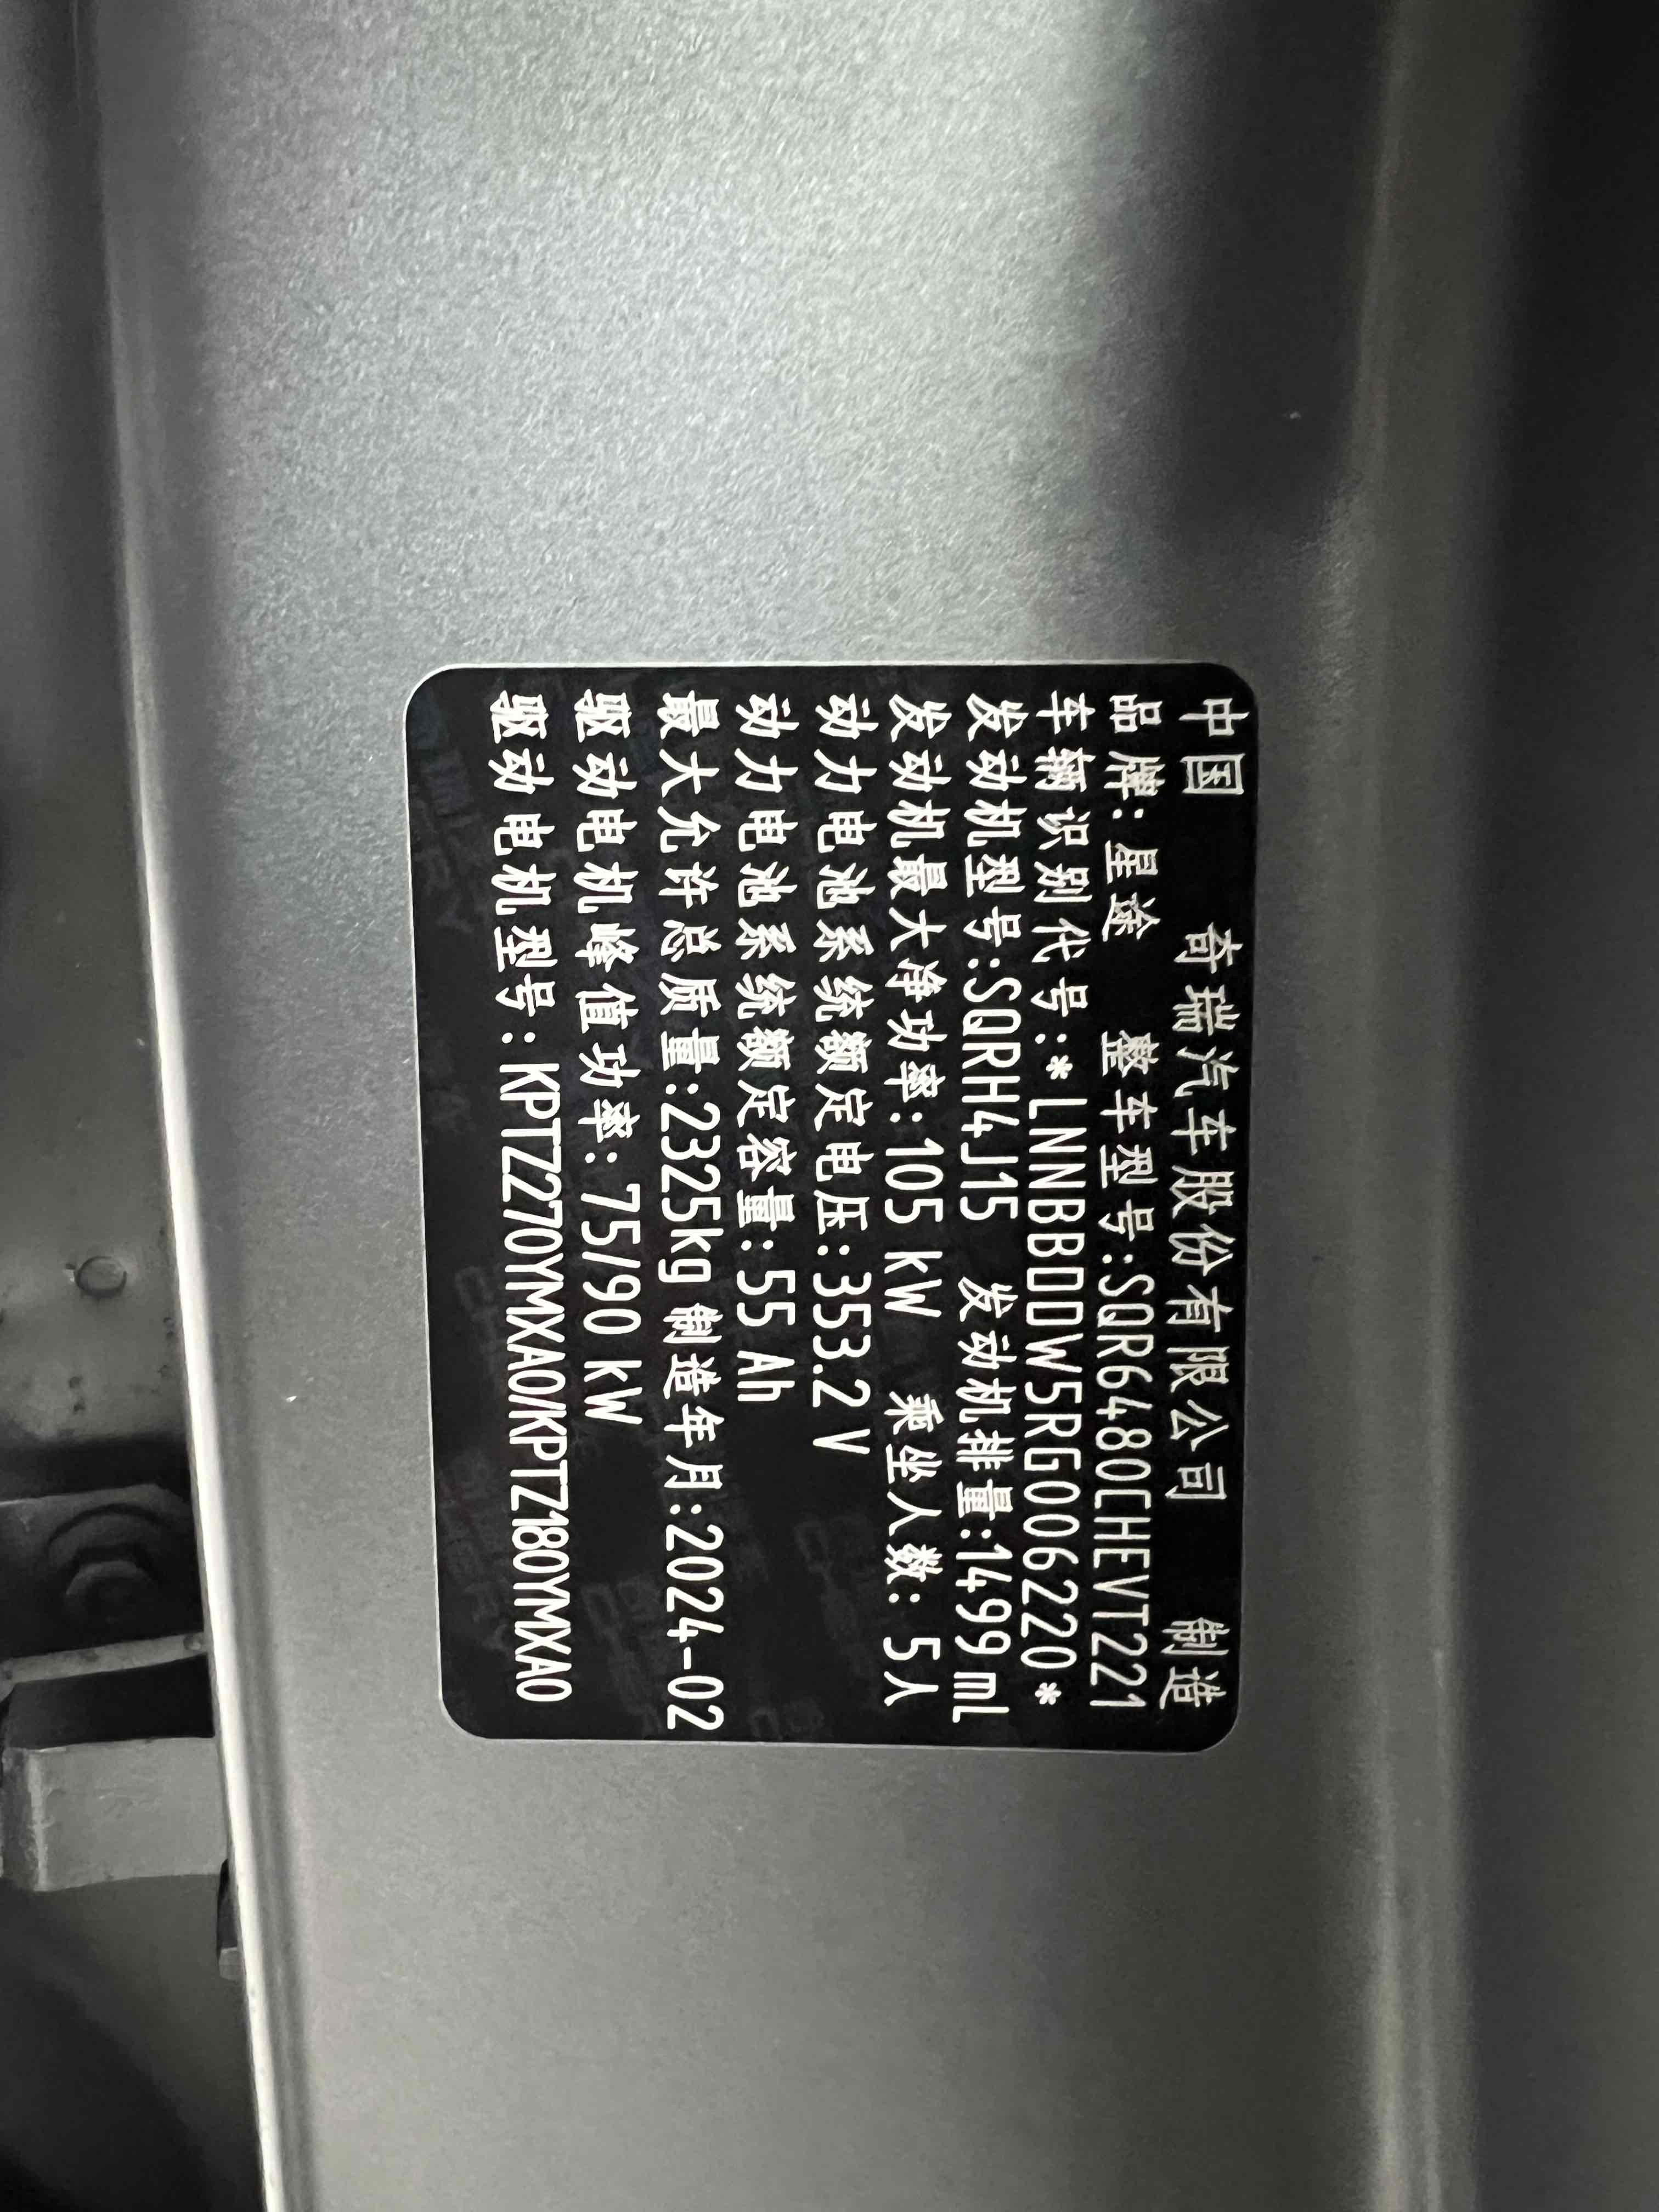 中国 奇瑞汽车股份有限公司 制造
品牌:星途 整车型号:SQR6480CHEVT221
车辆识别代号:*LNNBBDDW5RG006220*
发动机型号:SQRH4J15 发动机排量:1499mL
发动机最大净功率:105 kW 乘坐人数:5人
动力电池系统额定电压:353.2 V
动力电池系统额定容量:55 Ah
最大允许总质量:2325kg 制造年月:2024-02
驱动电机峰值功率:75/90 kW
驱动电机型号:KPTZ270YMXA0/KPTZ180YMXA0